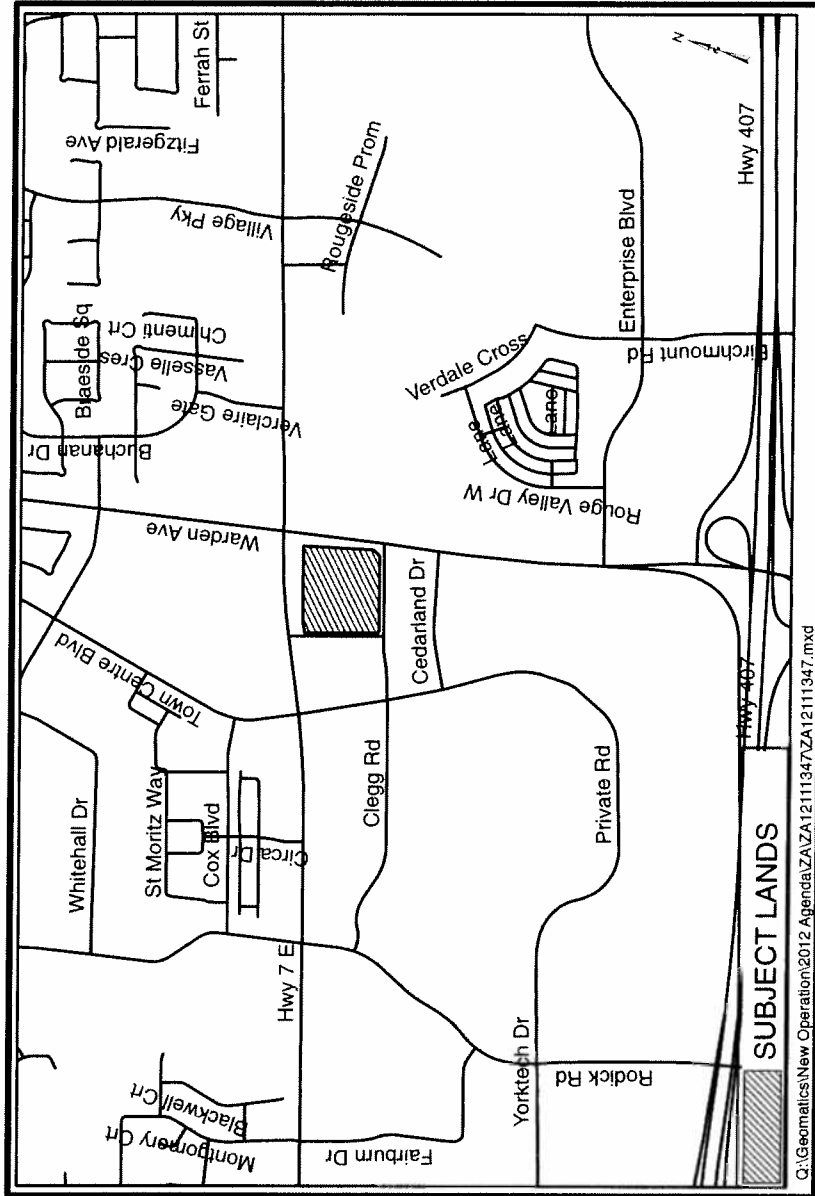 Ferrah St
Fitzgerald Ave
N
Village Pky
Rougeside Prom
Hwy 407
Enterprise Blvd
Braeside Sq
Chmenti Crt
Vasselle Cres
Verclaire Gate
Buchanan Dr
Verdale Cross
Birchmount Rd
Lane
Lane
Lane
Rouge Valley Dr W
Warden Ave
Cedarland Dr
Town Centre Blvd
Hwy 407
Whitehall Dr
St Moritz Way
Cox Blvd
Circa Dr
Clegg Rd
Private Rd
Hwy 7 E
Blackwell Crt
Montgomery Crt
Fairburn Dr
Yorktech Dr
Rodick Rd
SUBJECT LANDS
Q:\Geomatics\New Operation\2012 Agenda\ZA\ZA12111347\ZA12111347.mxd